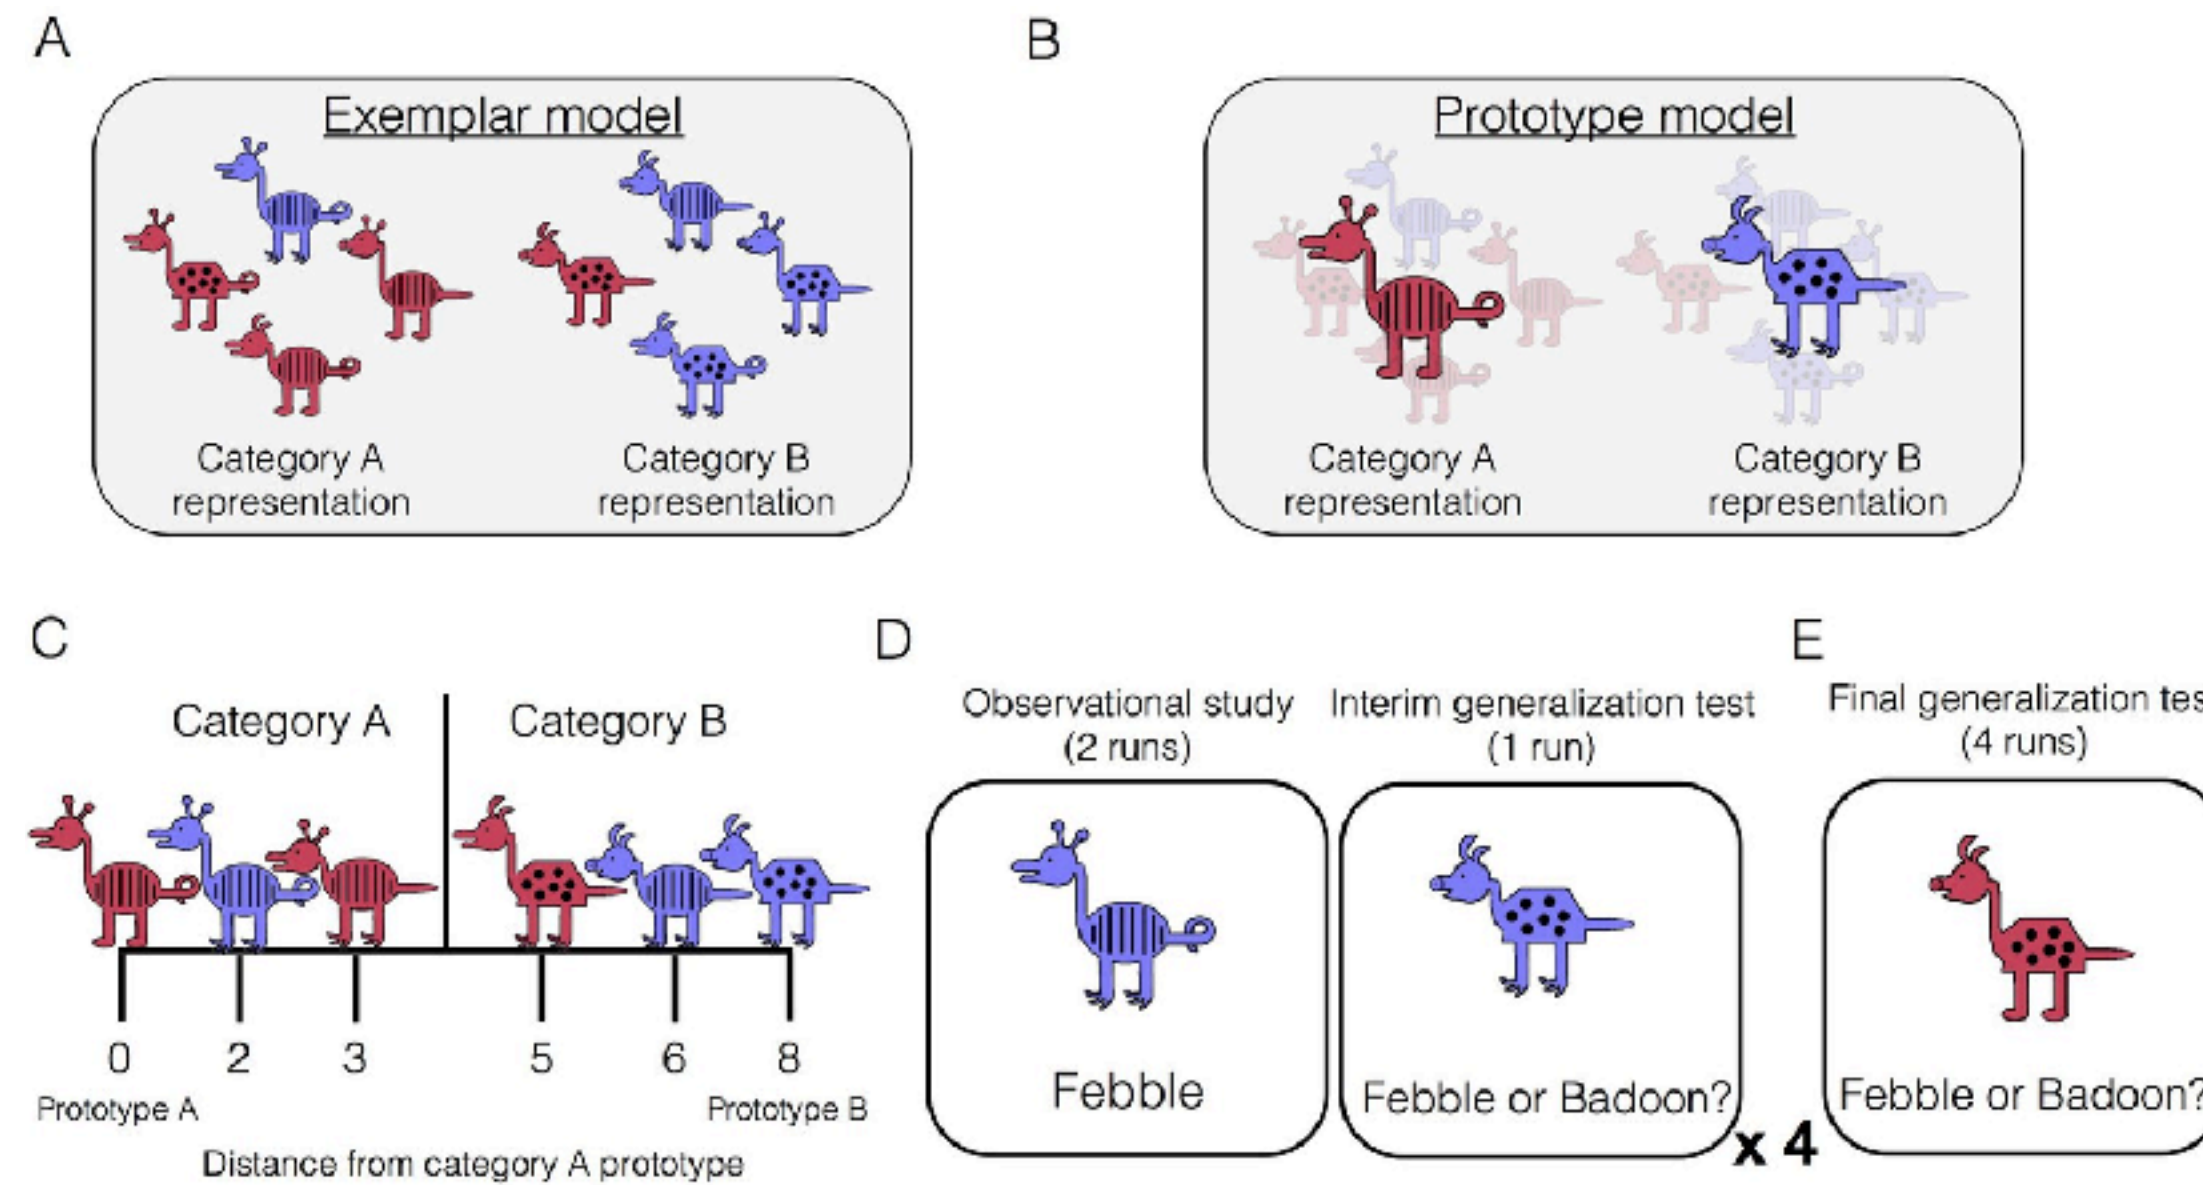 A
B
Exemplar model
Prototype model
Category A
representation
Category B
representation
Category A
representation
Category B
representation
C
D
E
Category A
Category B
0
2
3
5
6
8
Prototype A
Prototype B
Distance from category A prototype
Observational study
(2 runs)
Febble
Interim generalization test
(1 run)
Febble or Badoon?
x 4
Final generalization tes
(4 runs)
Febble or Badoon?